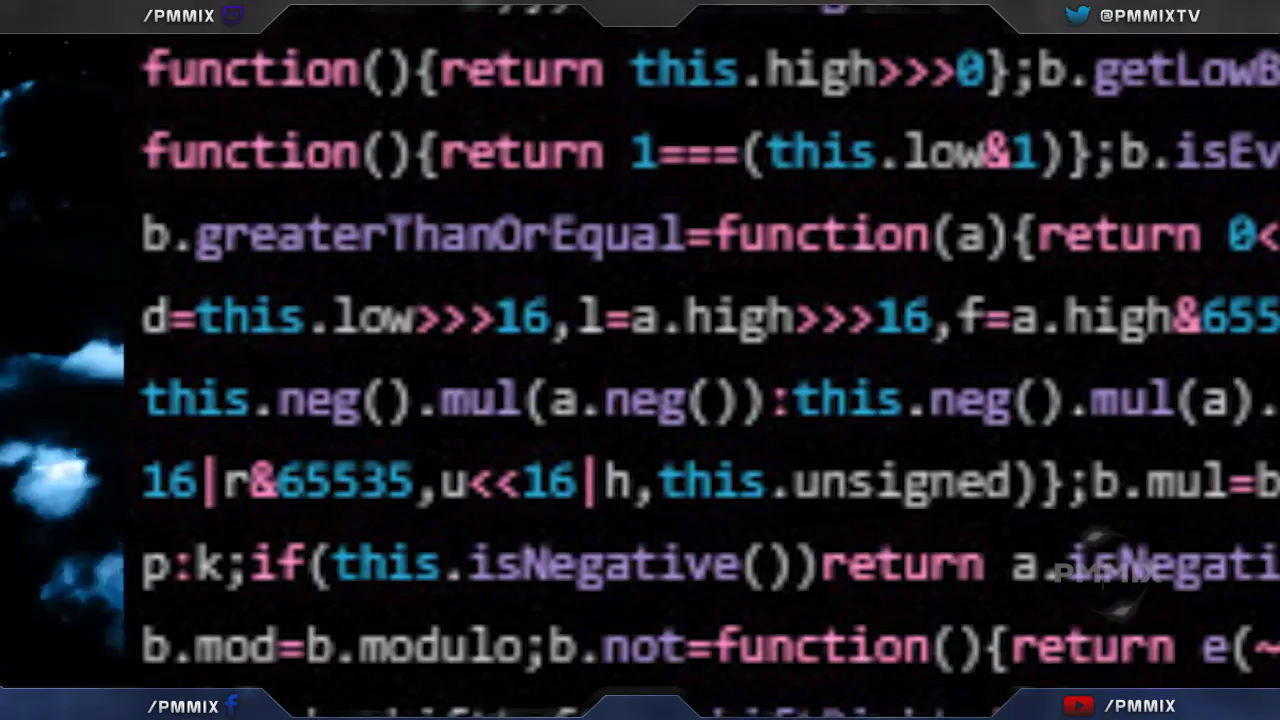 /PMMIX
@PMMIXTV
function(){return this.high>>>0};b.getLowB
function(){return 1===(this.low&1)};b.isEv
b.greaterThanOrEqual=function(a){return 0<
d=this.low>>>16,l=a.high>>>16,f=a.high&655
this.neg().mul(a.neg()):this.neg().mul(a).
16|r&65535,u<<16|h,this.unsigned)};b.mul=b
p:k;if(this.isNegative())return a.isNegati
PMMIX
b.mod=b.modulo;b.not=function(){return e(~
/PMMIX
/PMMIX